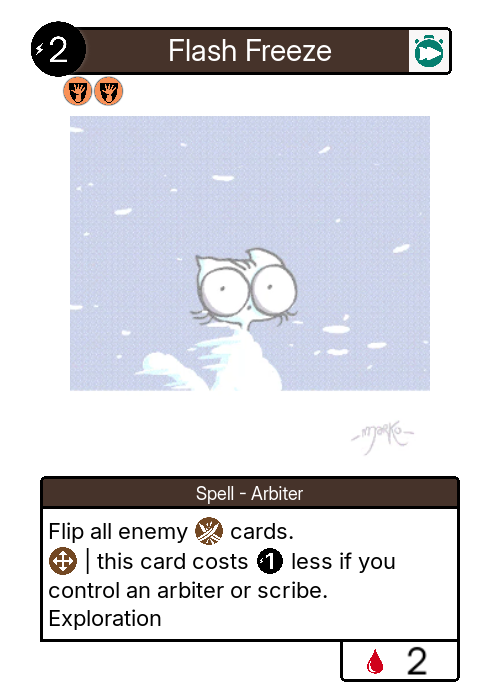 2
Flash Freeze
-marko-
Spell - Arbiter
Flip all enemy cards.
| this card costs 1 less if you
control an arbiter or scribe.
Exploration
2